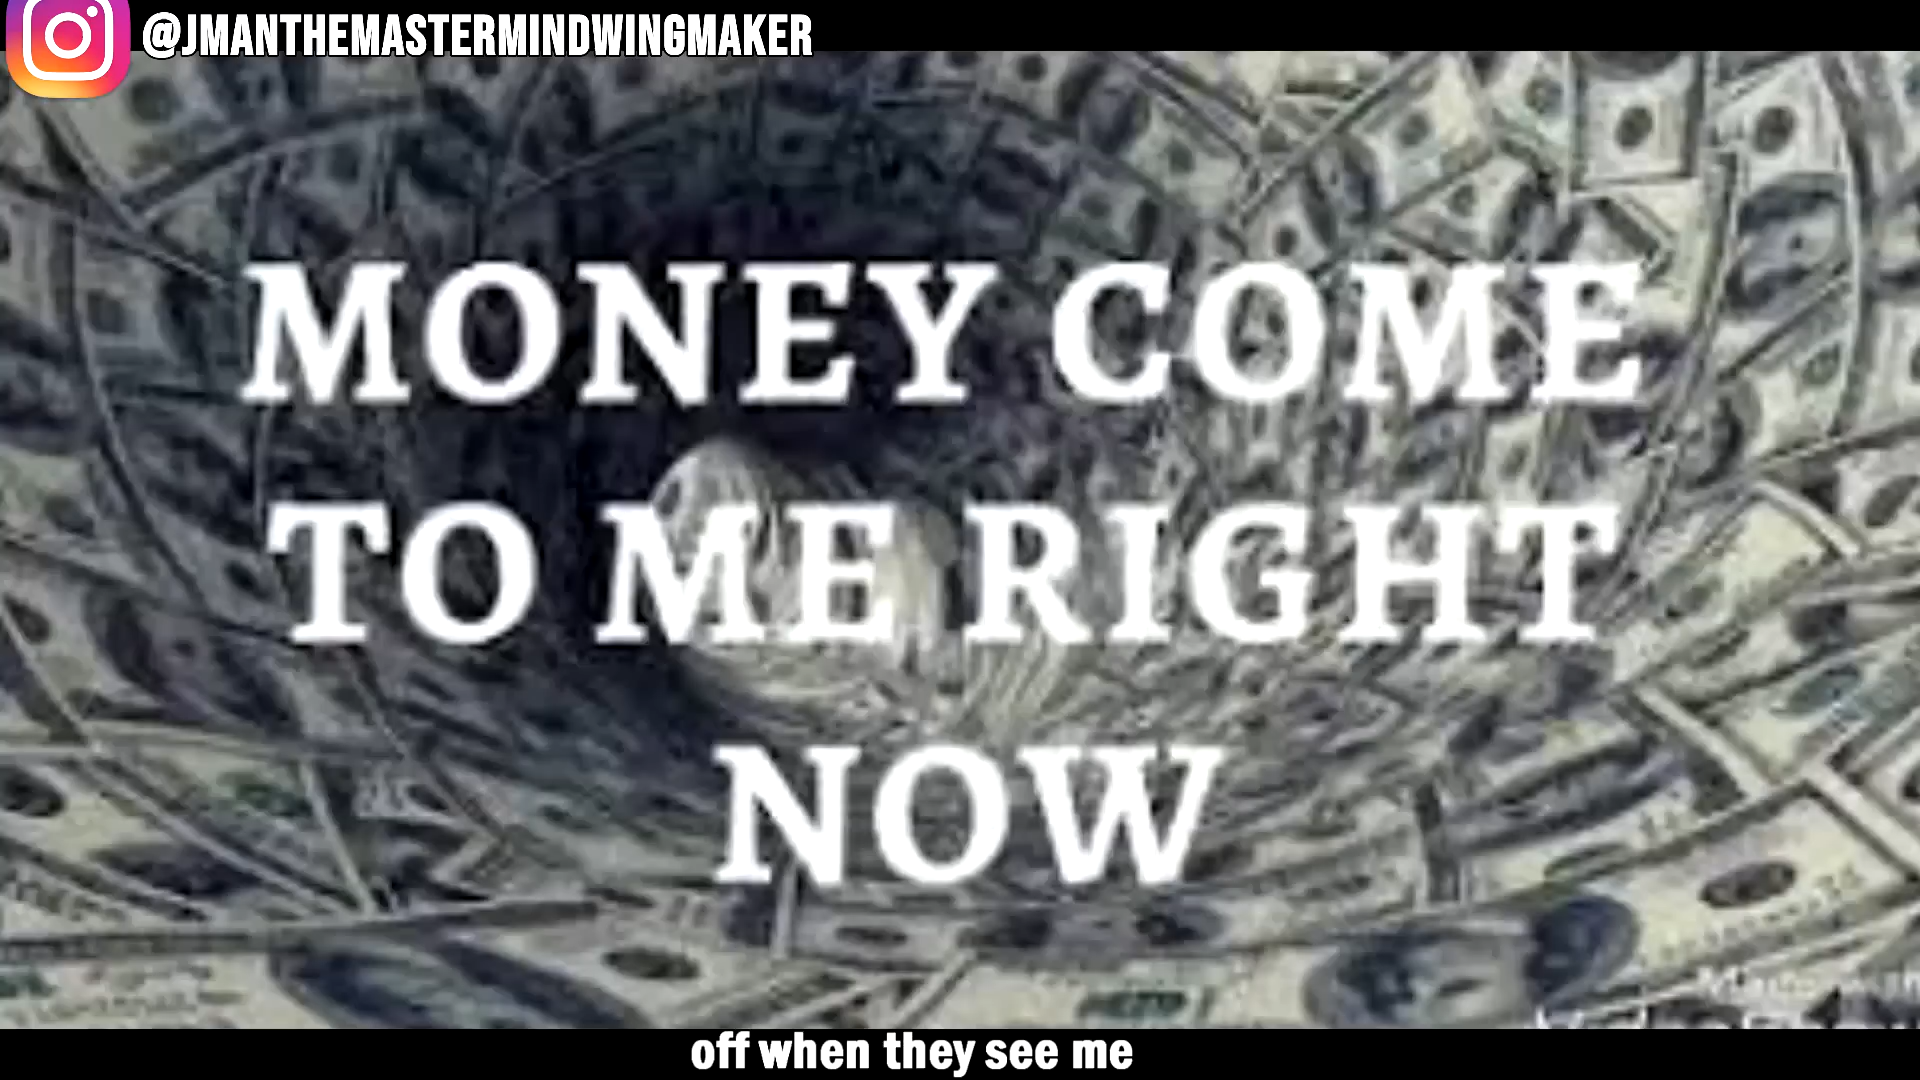 @JMANTHEMASTERMINDWINGMAKER
MONEY COME
TO ME RIGHT
NOW
off when they see me